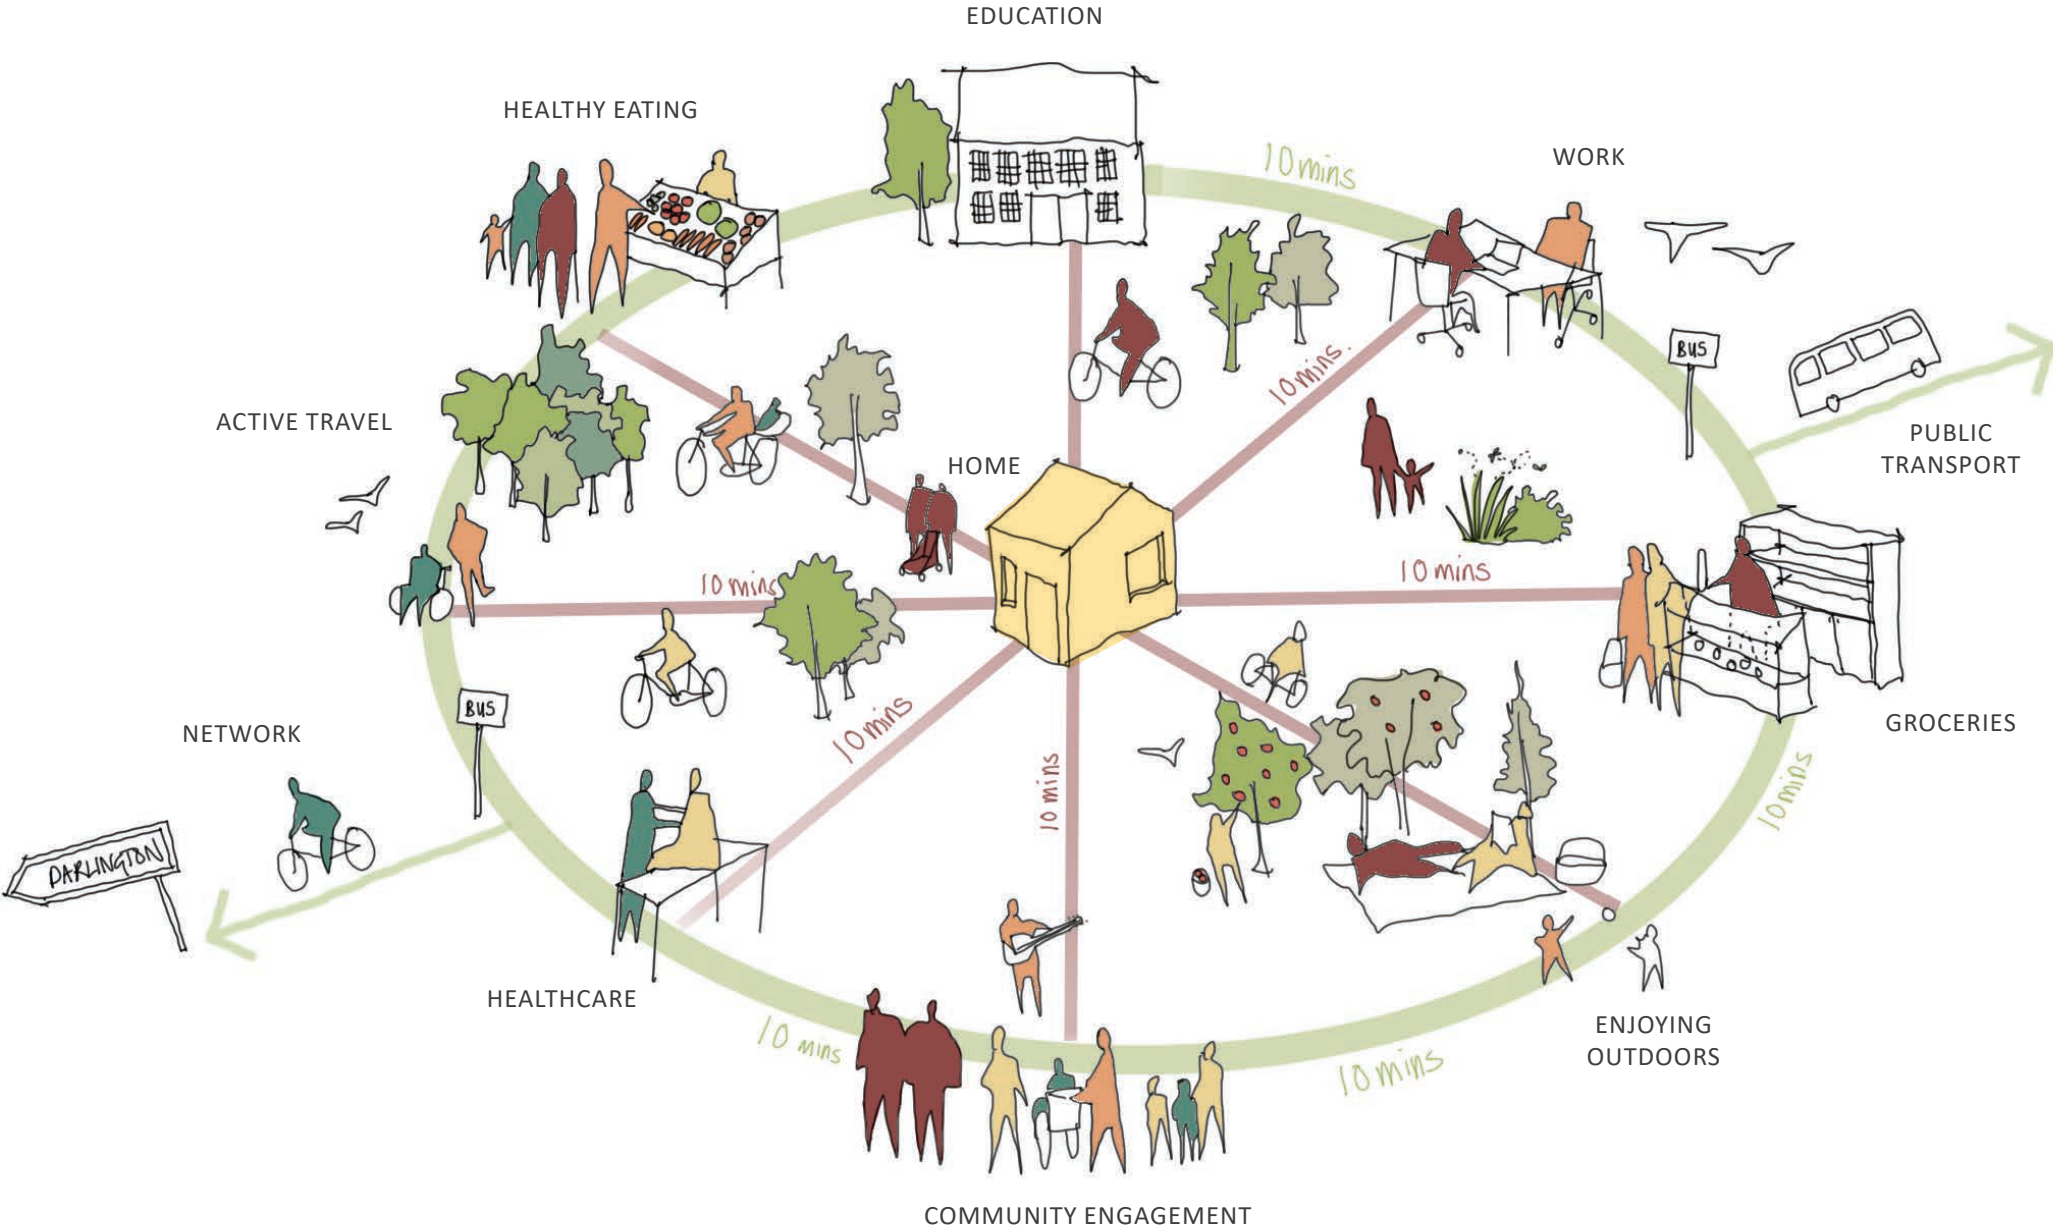 EDUCATION
HEALTHY EATING
10 mins
WORK
BUS
10 mins.
ACTIVE TRAVEL
PUBLIC
TRANSPORT
HOME
10 mins
10 mins
NETWORK
BUS
10 mins
10 mins
GROCERIES
10 mins
DARLINGTON
HEALTHCARE
10 mins
10 mins
ENJOYING
OUTDOORS
COMMUNITY ENGAGEMENT